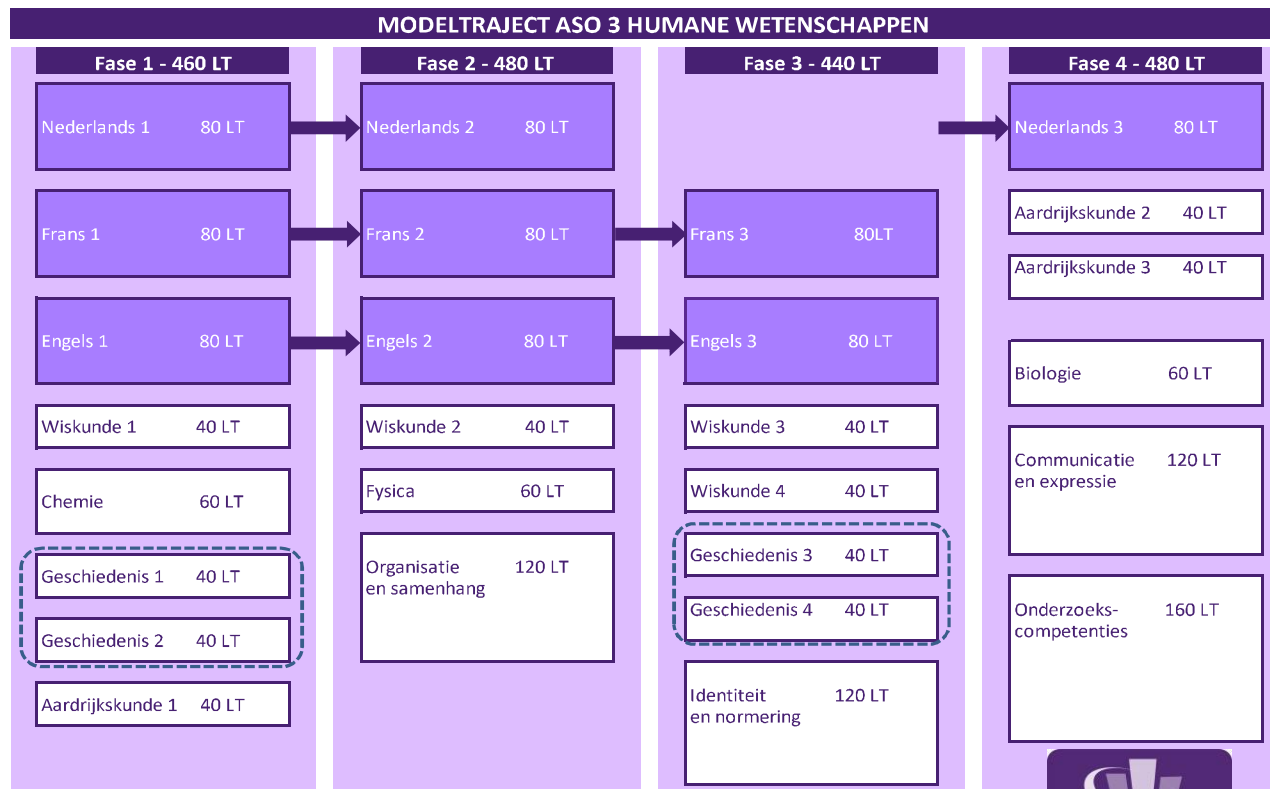 MODELTRAJECT ASO 3 HUMANE WETENSCHAPPEN
Fase 1 - 460 LT
Nederlands 1 80 LT
Frans 1 80 LT
Engels 1 80 LT
Wiskunde 1 40 LT
Chemie 60 LT
Geschiedenis 1 40 LT
Geschiedenis 2 40 LT
Aardrijkskunde 1 40 LT
Fase 2 - 480 LT
Nederlands 2 80 LT
Frans 2 80 LT
Engels 2 80 LT
Wiskunde 2 40 LT
Fysica 60 LT
Organisatie 120 LT
en samenhang
Fase 3 - 440 LT
Frans 3 80LT
Engels 3 80 LT
Wiskunde 3 40 LT
Wiskunde 4 40 LT
Geschiedenis 3 40 LT
Geschiedenis 4 40 LT
Identiteit 120 LT
en normering
Fase 4 - 480 LT
Nederlands 3 80 LT
Aardrijkskunde 2 40 LT
Aardrijkskunde 3 40 LT
Biologie 60 LT
Communicatie 120 LT
en expressie
Onderzoeks- 160 LT
competenties